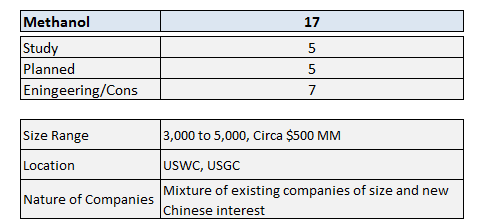 Methanol 17
Study 5
Planned 5
Eningeering/Cons 7
Size Range 3,000 to 5,000, Circa $500 MM
Location USWC, USGC
Nature of Companies Mixture of existing companies of size and new
Chinese interest